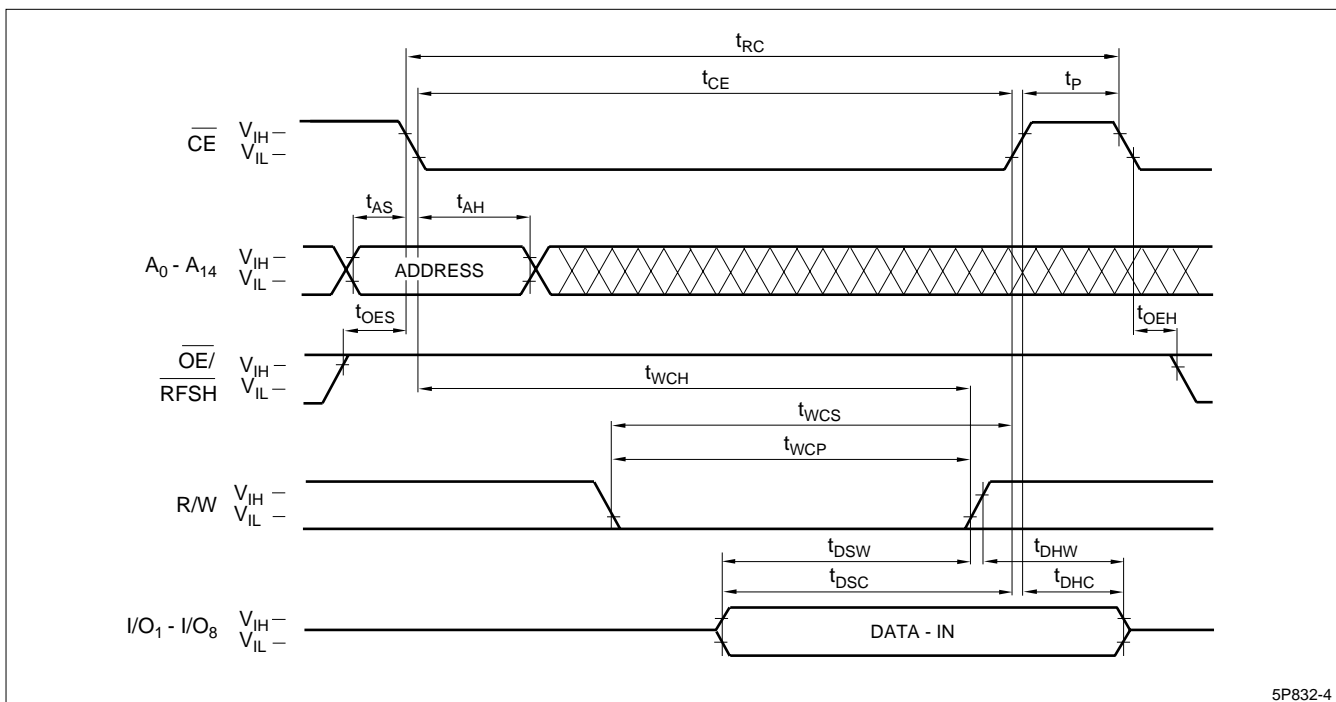 tRC
tCE
tP
CE
VIH
VIL
tAS
tAH
A0 - A14
VIH
VIL
ADDRESS
tOES
tOEH
OE/
RFSH
VIH
VIL
tWCH
tWCS
tWCP
R/W
VIH
VIL
tDSW
tDHW
tDSC
tDHC
I/O1 - I/O8
VIH
VIL
DATA - IN
5P832-4